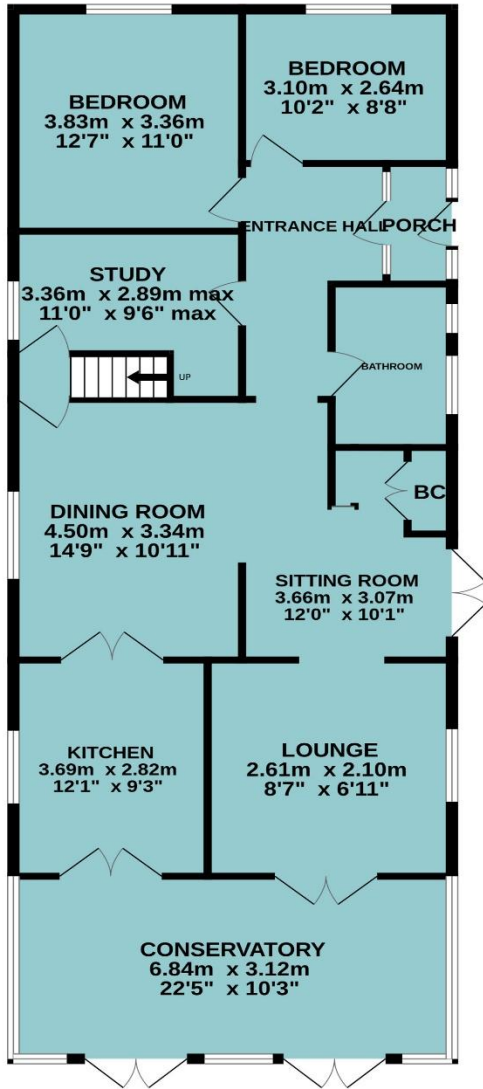 BEDROOM
3.83m x 3.36m
12'7" x 11'0"
BEDROOM
3.10m x 2.64m
10'2" x 8'8"
ENTRANCE HALL
PORCH
STUDY
3.36m x 2.89m max
11'0" x 9'6" max
UP
BATHROOM
BC
DINING ROOM
4.50m x 3.34m
14'9" x 10'11"
SITTING ROOM
3.66m x 3.07m
12'0" x 10'1"
KITCHEN
3.69m x 2.82m
12'1" x 9'3"
LOUNGE
2.61m x 2.10m
8'7" x 6'11"
CONSERVATORY
6.84m x 3.12m
22'5" x 10'3"